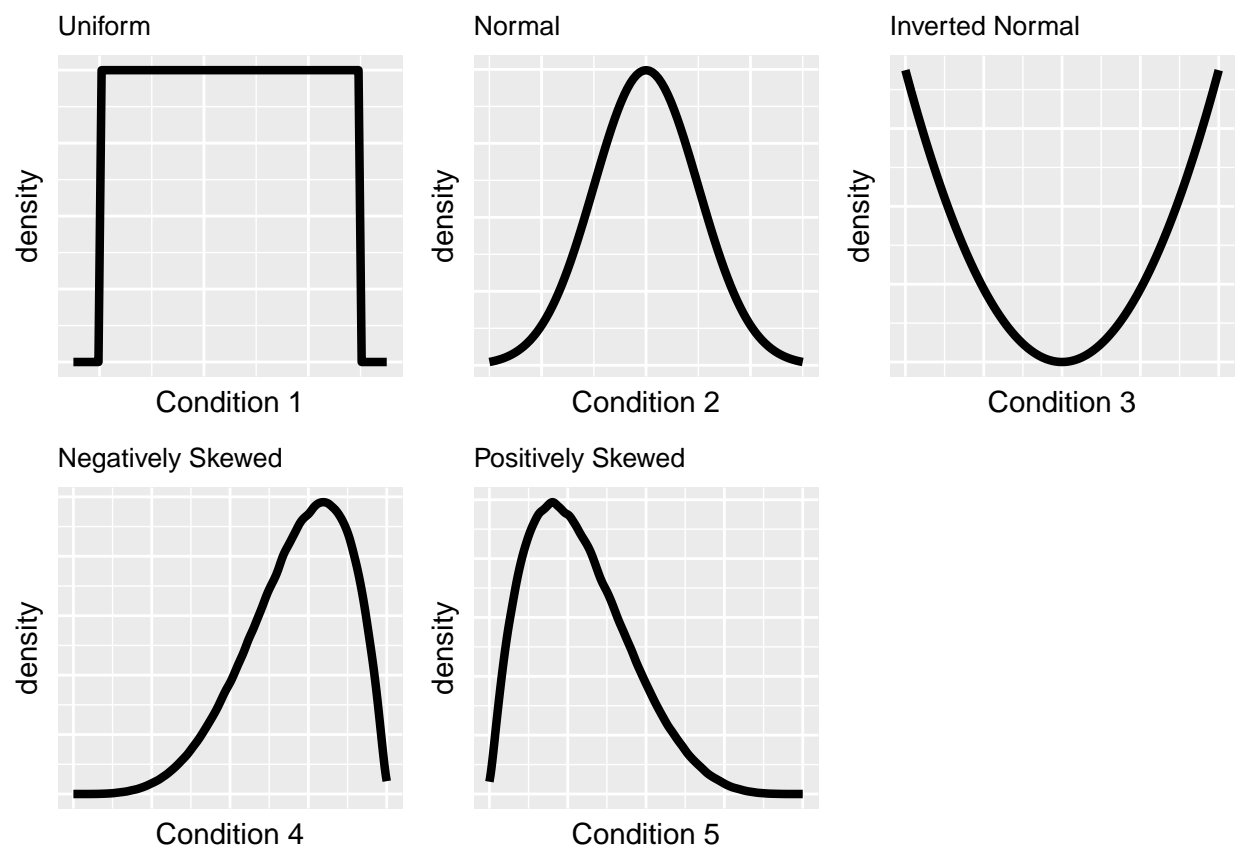 Uniform
density
Condition 1
Normal
density
Condition 2
Inverted Normal
density
Condition 3
Negatively Skewed
density
Condition 4
Positively Skewed
density
Condition 5